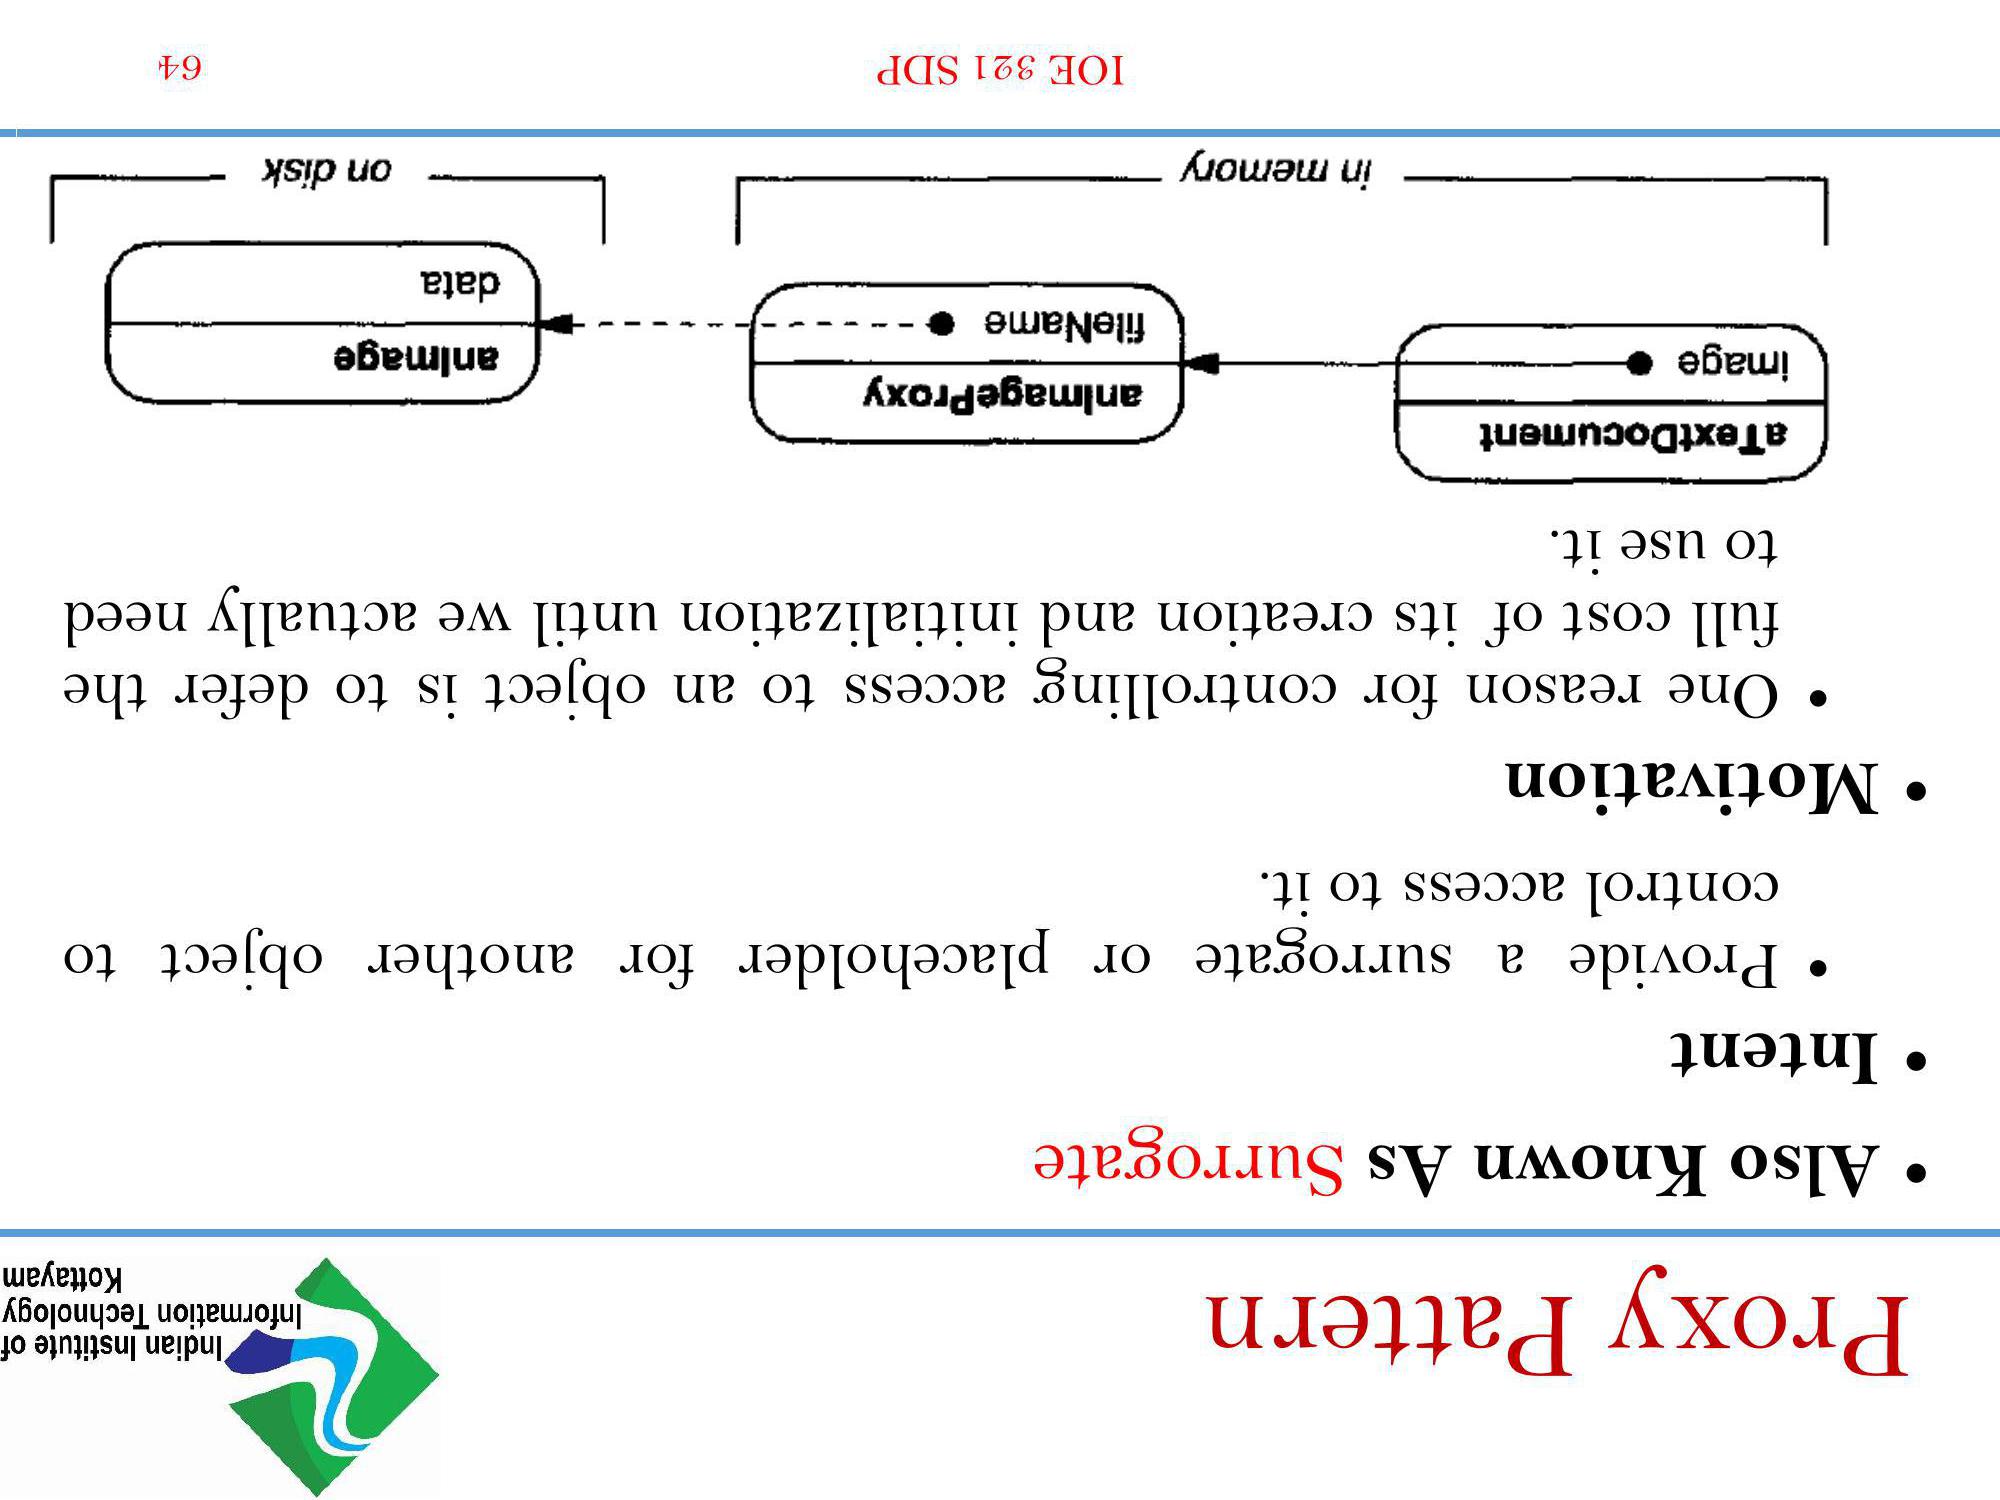 Proxy Pattern
Indian Institute of
Information Technology
Kottayam
• Also Known As Surrogate
• Intent
• Provide a surrogate or placeholder for another object to
control access to it.
• Motivation
• One reason for controlling access to an object is to defer the
full cost of its creation and initialization until we actually need
to use it.
aTextDocument
image
anImageProxy
fileName
anImage
data
in memory
on disk
IOE 321 SDP
64